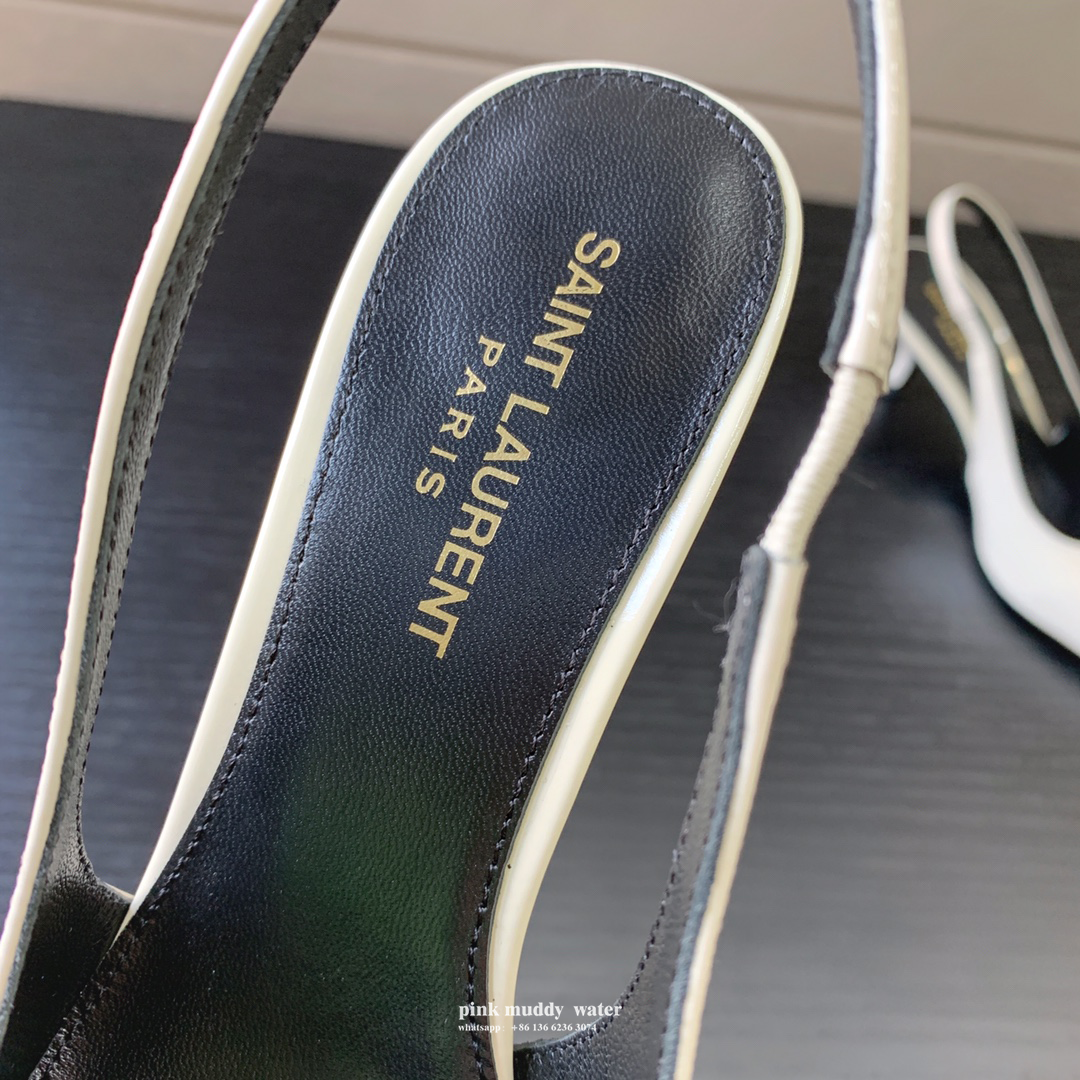 SAINT LAURENT
PARIS
pink muddy water
whatsapp: +86 136 6236 3074